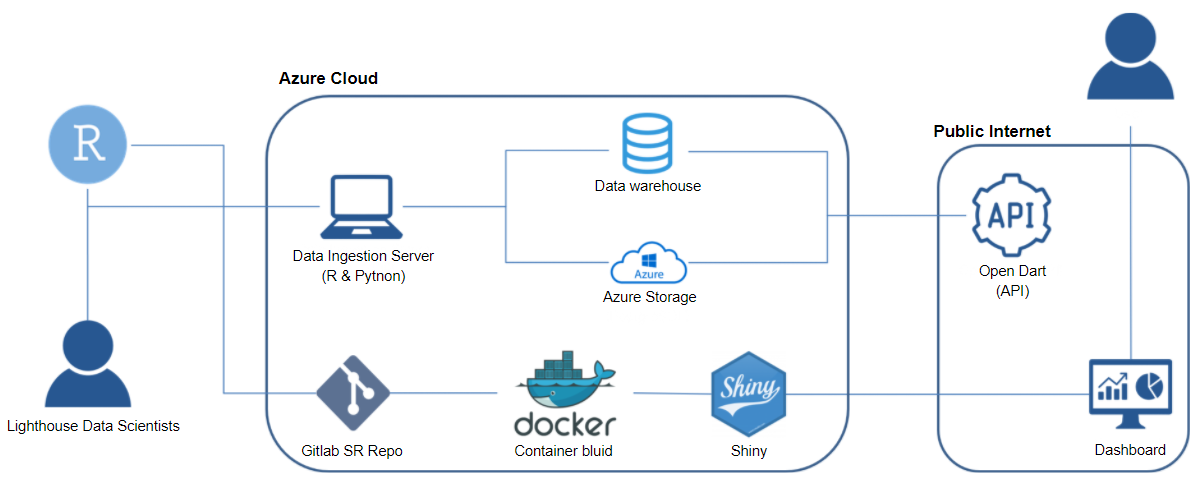 Azure Cloud
Public Internet
R
Data warehouse
API
Data Ingestion Server
(R & Pytnon)
Azure
Azure Storage
Open Dart
(API)
Shiny
docker
Lighthouse Data Scientists
Gitlab SR Repo
Container bluid
Shiny
Dashboard